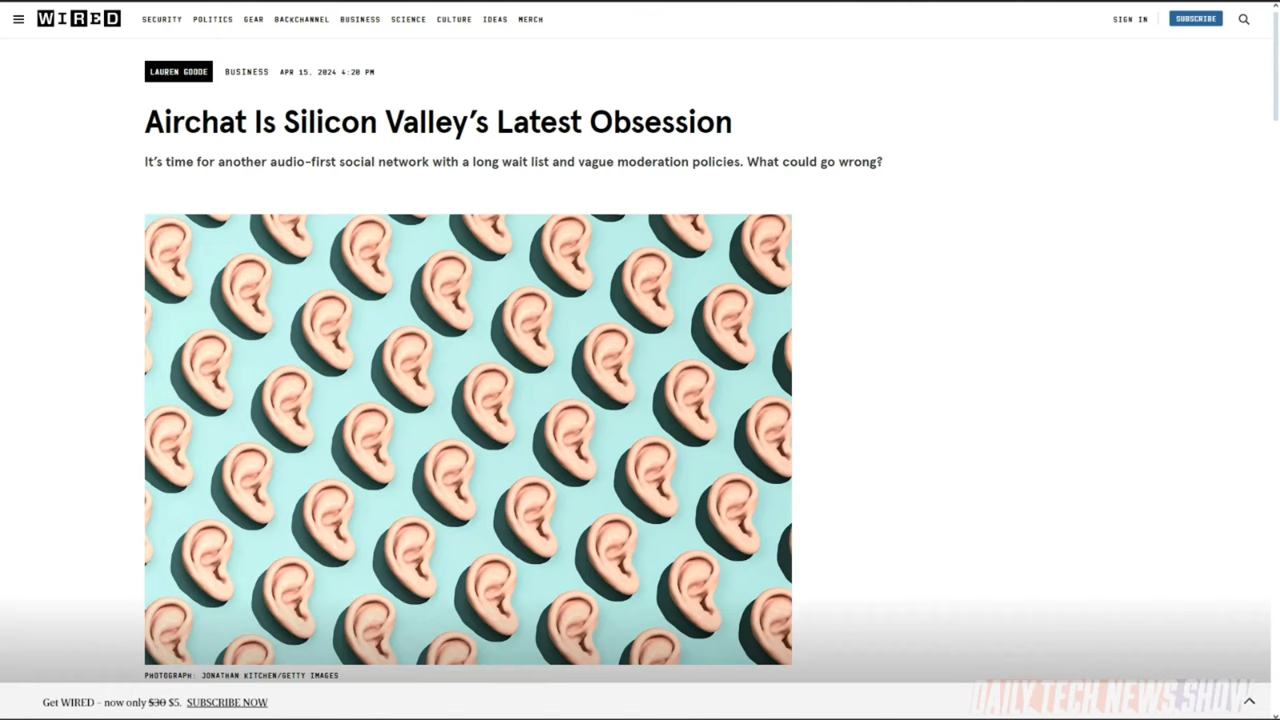 WIRED SECURITY POLITICS GEAR BACKCHANNEL BUSINESS SCIENCE CULTURE IDEAS MERCH SIGN IN SUBSCRIBE
LAUREN GOODE BUSINESS APR 15, 2024 4:20 PM
Airchat Is Silicon Valley's Latest Obsession
It's time for another audio-first social network with a long wait list and vague moderation policies. What could go wrong?
PHOTOGRAPH: JONATHAN KITCHEN/GETTY IMAGES
Get WIRED - now only $30 $5. SUBSCRIBE NOW
DAILY TECH NEWS SHOW